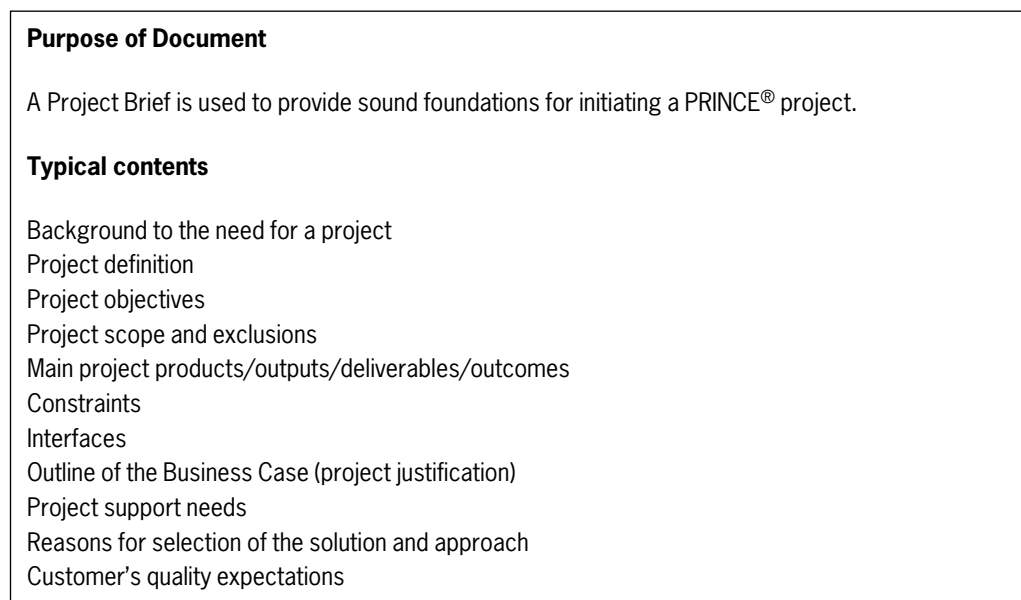 Purpose of Document
A Project Brief is used to provide sound foundations for initiating a PRINCE® project.
Typical contents
Background to the need for a project
Project definition
Project objectives
Project scope and exclusions
Main project products/outputs/deliverables/outcomes
Constraints
Interfaces
Outline of the Business Case (project justification)
Project support needs
Reasons for selection of the solution and approach
Customer’s quality expectations